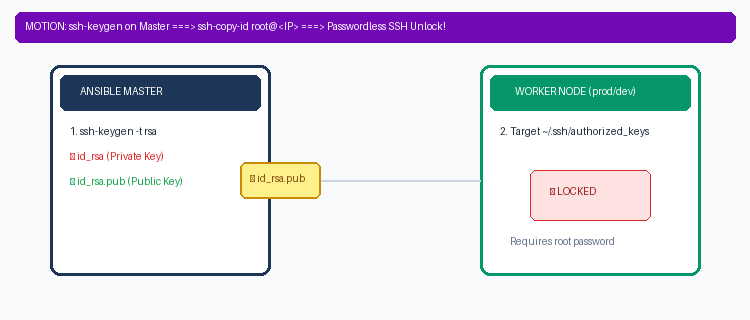 MOTION: ssh-keygen on Master ===> ssh-copy-id root@<IP> ===> Passwordless SSH Unlock!
ANSIBLE MASTER
1. ssh-keygen -t rsa
id_rsa (Private Key)
id_rsa.pub (Public Key)
id_rsa.pub
WORKER NODE (prod/dev)
2. Target ~/.ssh/authorized_keys
LOCKED
Requires root password